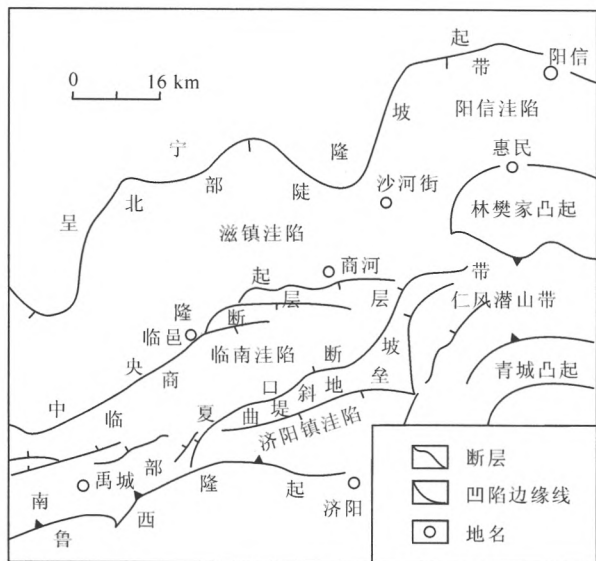 0 16 km
呈宁隆起
北部陡坡带
阳信
阳信洼陷
惠民
沙河街
林樊家凸起
滋镇洼陷
商河
中央隆起
临邑
临商断层
临南洼陷
仁风潜山带
青城凸起
夏口断层
曲堤地垒
南部斜坡带
济阳镇洼陷
禹城
济阳
鲁西隆起
断层
凹陷边缘线
地名